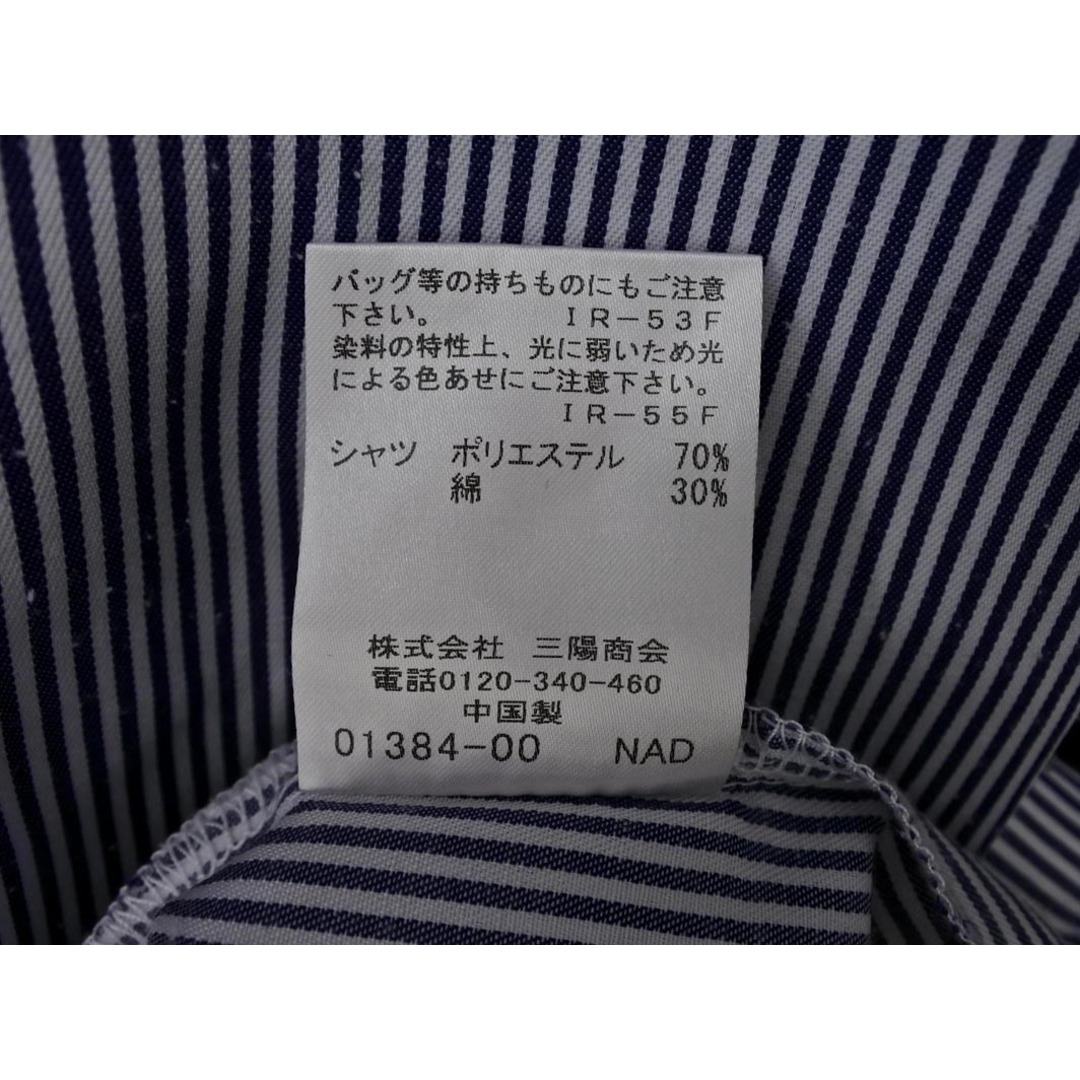 バッグ等の持ちものにもご注意
下さい。　　　　ＩＲ−５３Ｆ
染料の特性上、光に弱いため光
による色あせにご注意下さい。
ＩＲ−５５Ｆ
シャツ　ポリエステル　70%
綿　30%
株式会社　三陽商会
電話0120-340-460
中国製
01384-00　NAD